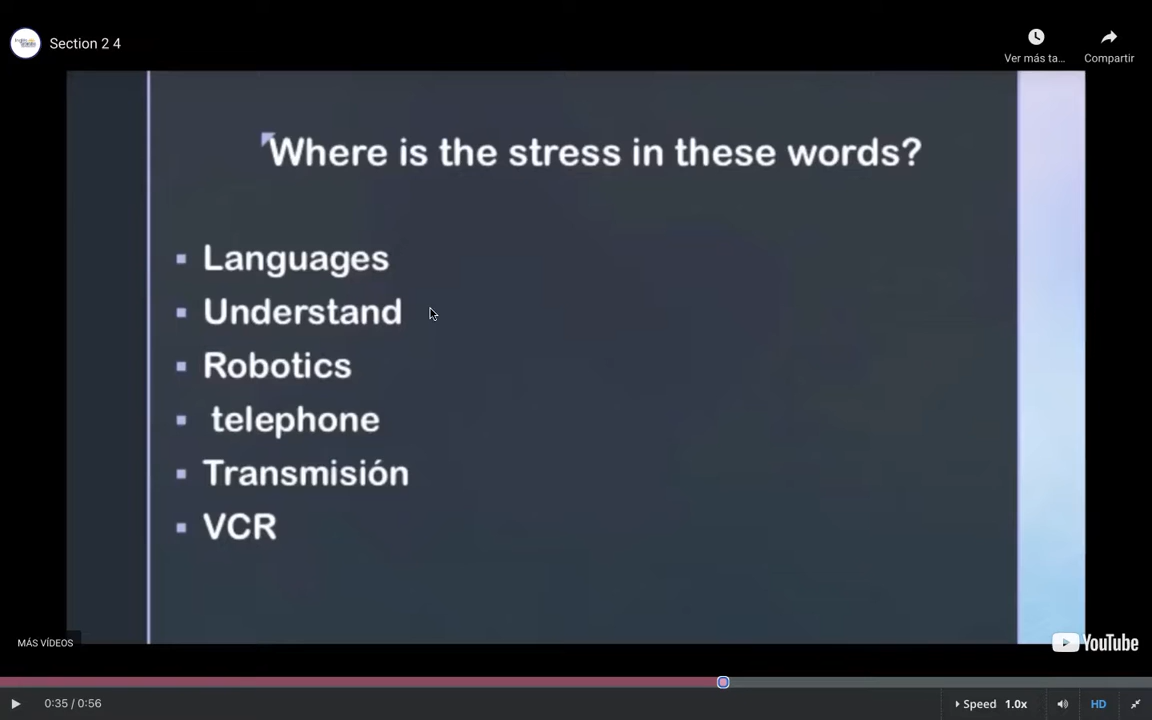 Section 2 4
Ver más ta...
Compartir
Where is the stress in these words?
Languages
Understand
Robotics
telephone
Transmisión
VCR
MÁS VÍDEOS
YouTube
0:35 / 0:56
Speed 1.0x
HD